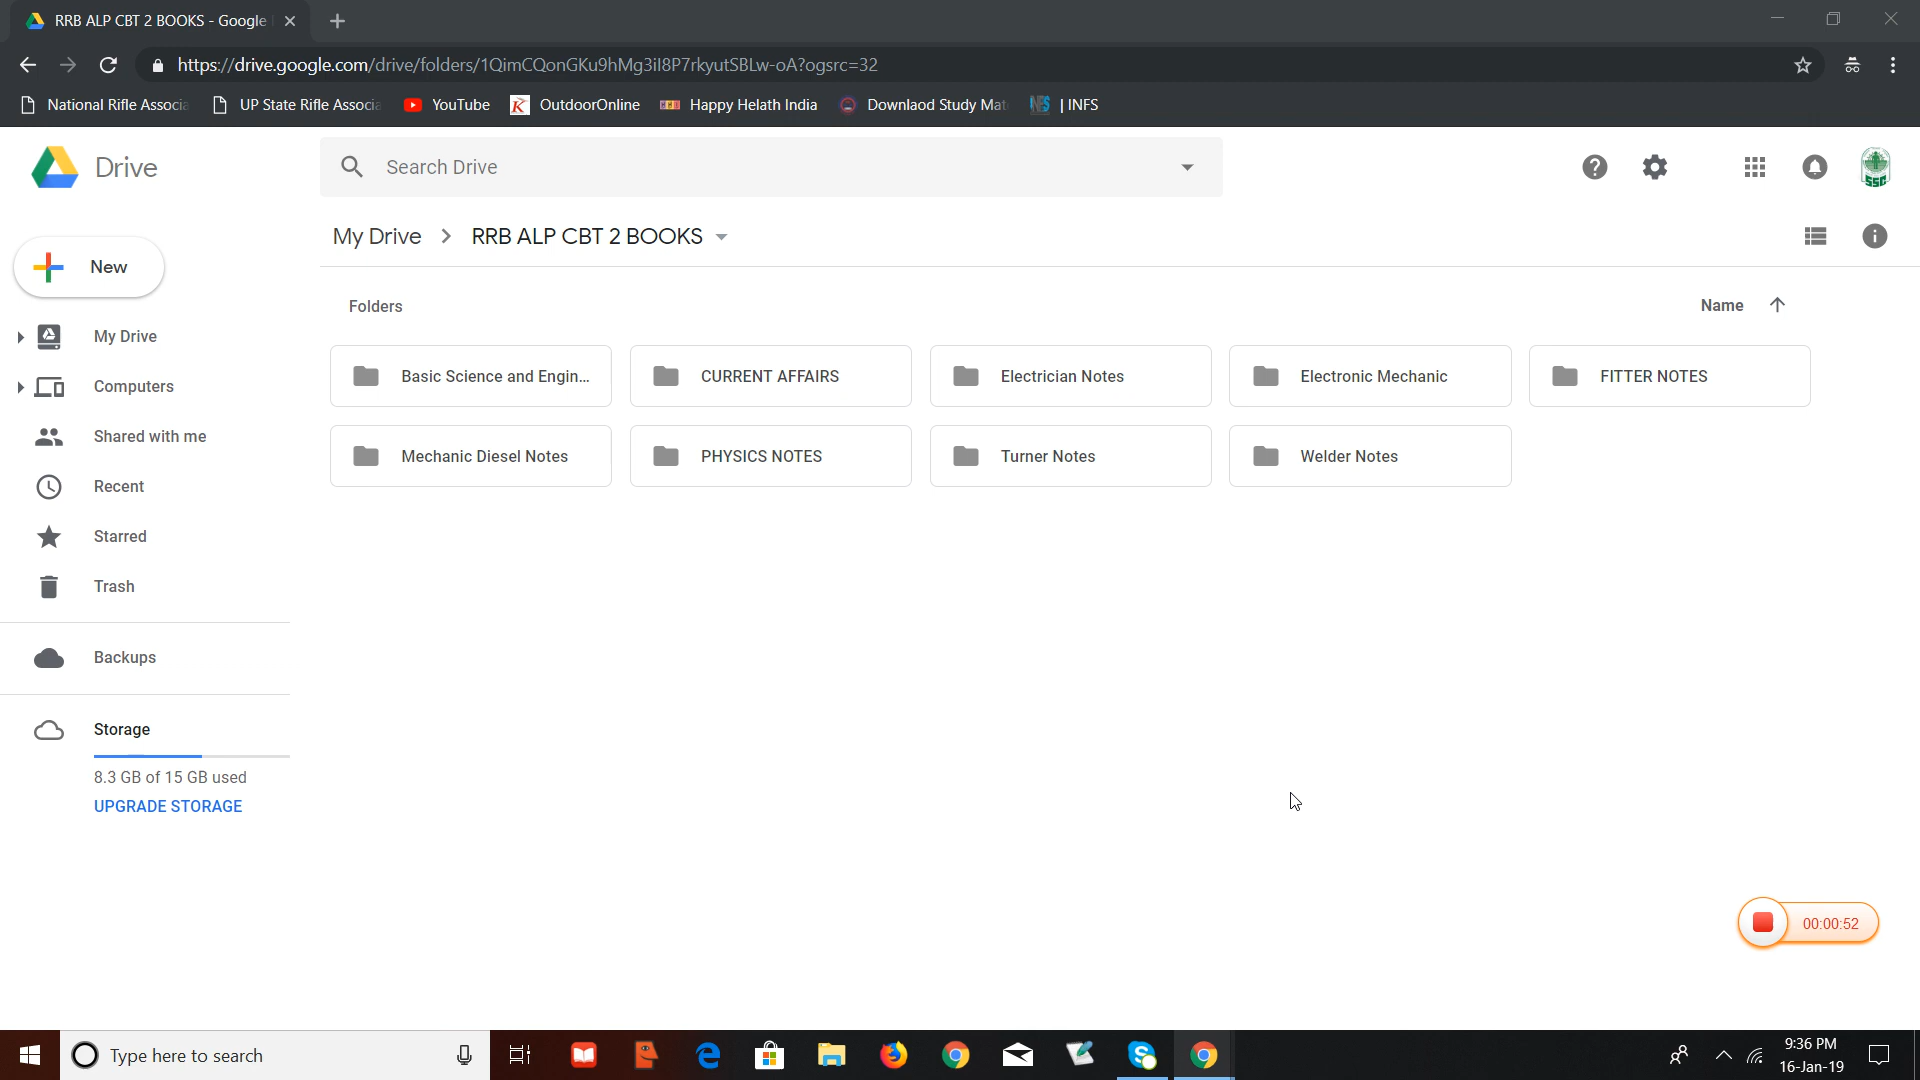 RRB ALP CBT 2 BOOKS - Google
https://drive.google.com/drive/folders/1QimCQonGKu9hMg3iI8P7rkyutSBLw-oA?ogsrc=32
National Rifle Associa
UP State Rifle Associa
YouTube
K
OutdoorOnline
Happy Helath India
Downlaod Study Mat
| INFS
Drive
Search Drive
SSC
My Drive > RRB ALP CBT 2 BOOKS
New
Folders
Name
My Drive
Computers
Shared with me
Recent
Starred
Trash
Backups
Storage
8.3 GB of 15 GB used
UPGRADE STORAGE
Basic Science and Engin...
CURRENT AFFAIRS
Electrician Notes
Electronic Mechanic
FITTER NOTES
Mechanic Diesel Notes
PHYSICS NOTES
Turner Notes
Welder Notes
00:00:52
Type here to search
9:36 PM
16-Jan-19